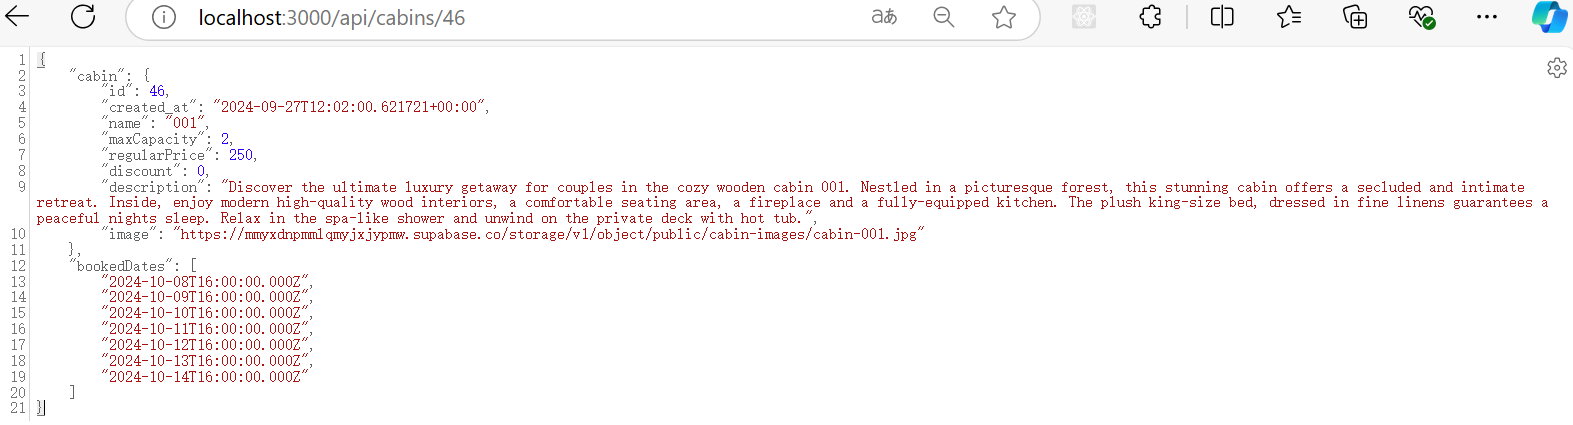 localhost:3000/api/cabins/46
aあ
1 {
2 "cabin": {
3 "id": 46,
4 "created_at": "2024-09-27T12:02:00.621721+00:00",
5 "name": "001",
6 "maxCapacity": 2,
7 "regularPrice": 250,
8 "discount": 0,
9 "description": "Discover the ultimate luxury getaway for couples in the cozy wooden cabin 001. Nestled in a picturesque forest, this stunning cabin offers a secluded and intimate
retreat. Inside, enjoy modern high-quality wood interiors, a comfortable seating area, a fireplace and a fully-equipped kitchen. The plush king-size bed, dressed in fine linens guarantees a
peaceful nights sleep. Relax in the spa-like shower and unwind on the private deck with hot tub.",
10 "image": "https://mmyxdnpmmlqmyjxjypmw.supabase.co/storage/v1/object/public/cabin-images/cabin-001.jpg"
11 },
12 "bookedDates": [
13 "2024-10-08T16:00:00.000Z",
14 "2024-10-09T16:00:00.000Z",
15 "2024-10-10T16:00:00.000Z",
16 "2024-10-11T16:00:00.000Z",
17 "2024-10-12T16:00:00.000Z",
18 "2024-10-13T16:00:00.000Z",
19 "2024-10-14T16:00:00.000Z"
20 ]
21 }